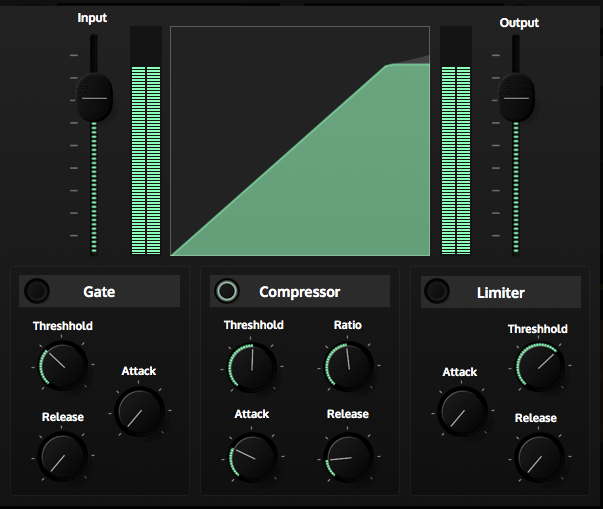 Input
Output
Gate
Compressor
Limiter
Threshhold
Attack
Release
Threshhold
Ratio
Attack
Release
Threshhold
Attack
Release